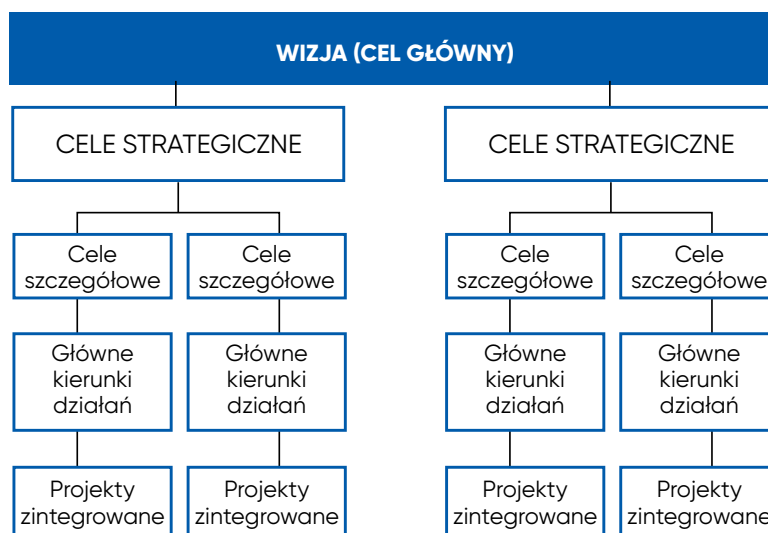 WIZJA (CEL GŁÓWNY)
CELE STRATEGICZNE
CELE STRATEGICZNE
Cele
szczegółowe
Cele
szczegółowe
Cele
szczegółowe
Cele
szczegółowe
Główne
kierunki
działań
Główne
kierunki
działań
Główne
kierunki
działań
Główne
kierunki
działań
Projekty
zintegrowane
Projekty
zintegrowane
Projekty
zintegrowane
Projekty
zintegrowane